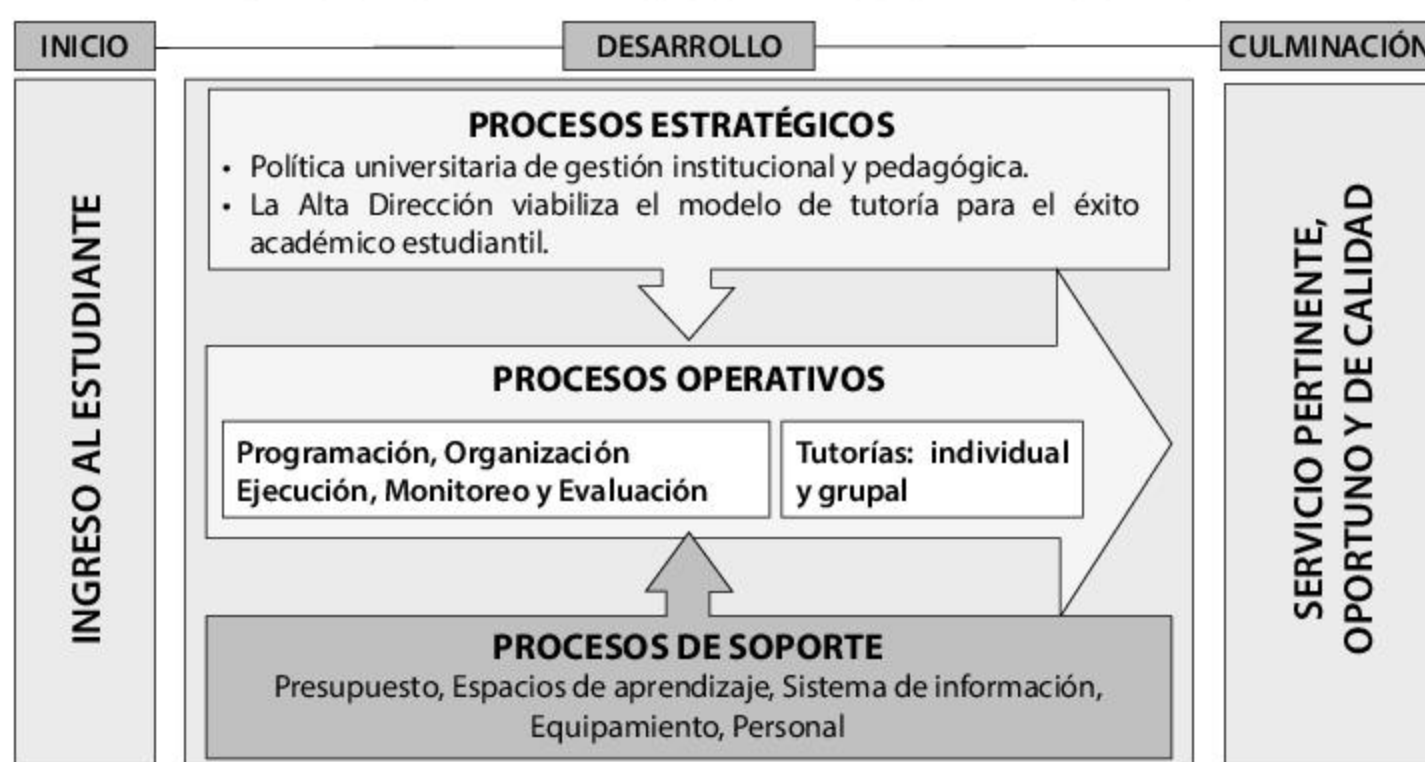 INICIO
DESARROLLO
CULMINACIÓN
INGRESO AL ESTUDIANTE
PROCESOS ESTRATÉGICOS
• Política universitaria de gestión institucional y pedagógica.
• La Alta Dirección viabiliza el modelo de tutoría para el éxito
académico estudiantil.
PROCESOS OPERATIVOS
Programación, Organización
Ejecución, Monitoreo y Evaluación
Tutorías: individual
y grupal
PROCESOS DE SOPORTE
Presupuesto, Espacios de aprendizaje, Sistema de información,
Equipamiento, Personal
SERVICIO PERTINENTE,
OPORTUNO Y DE CALIDAD